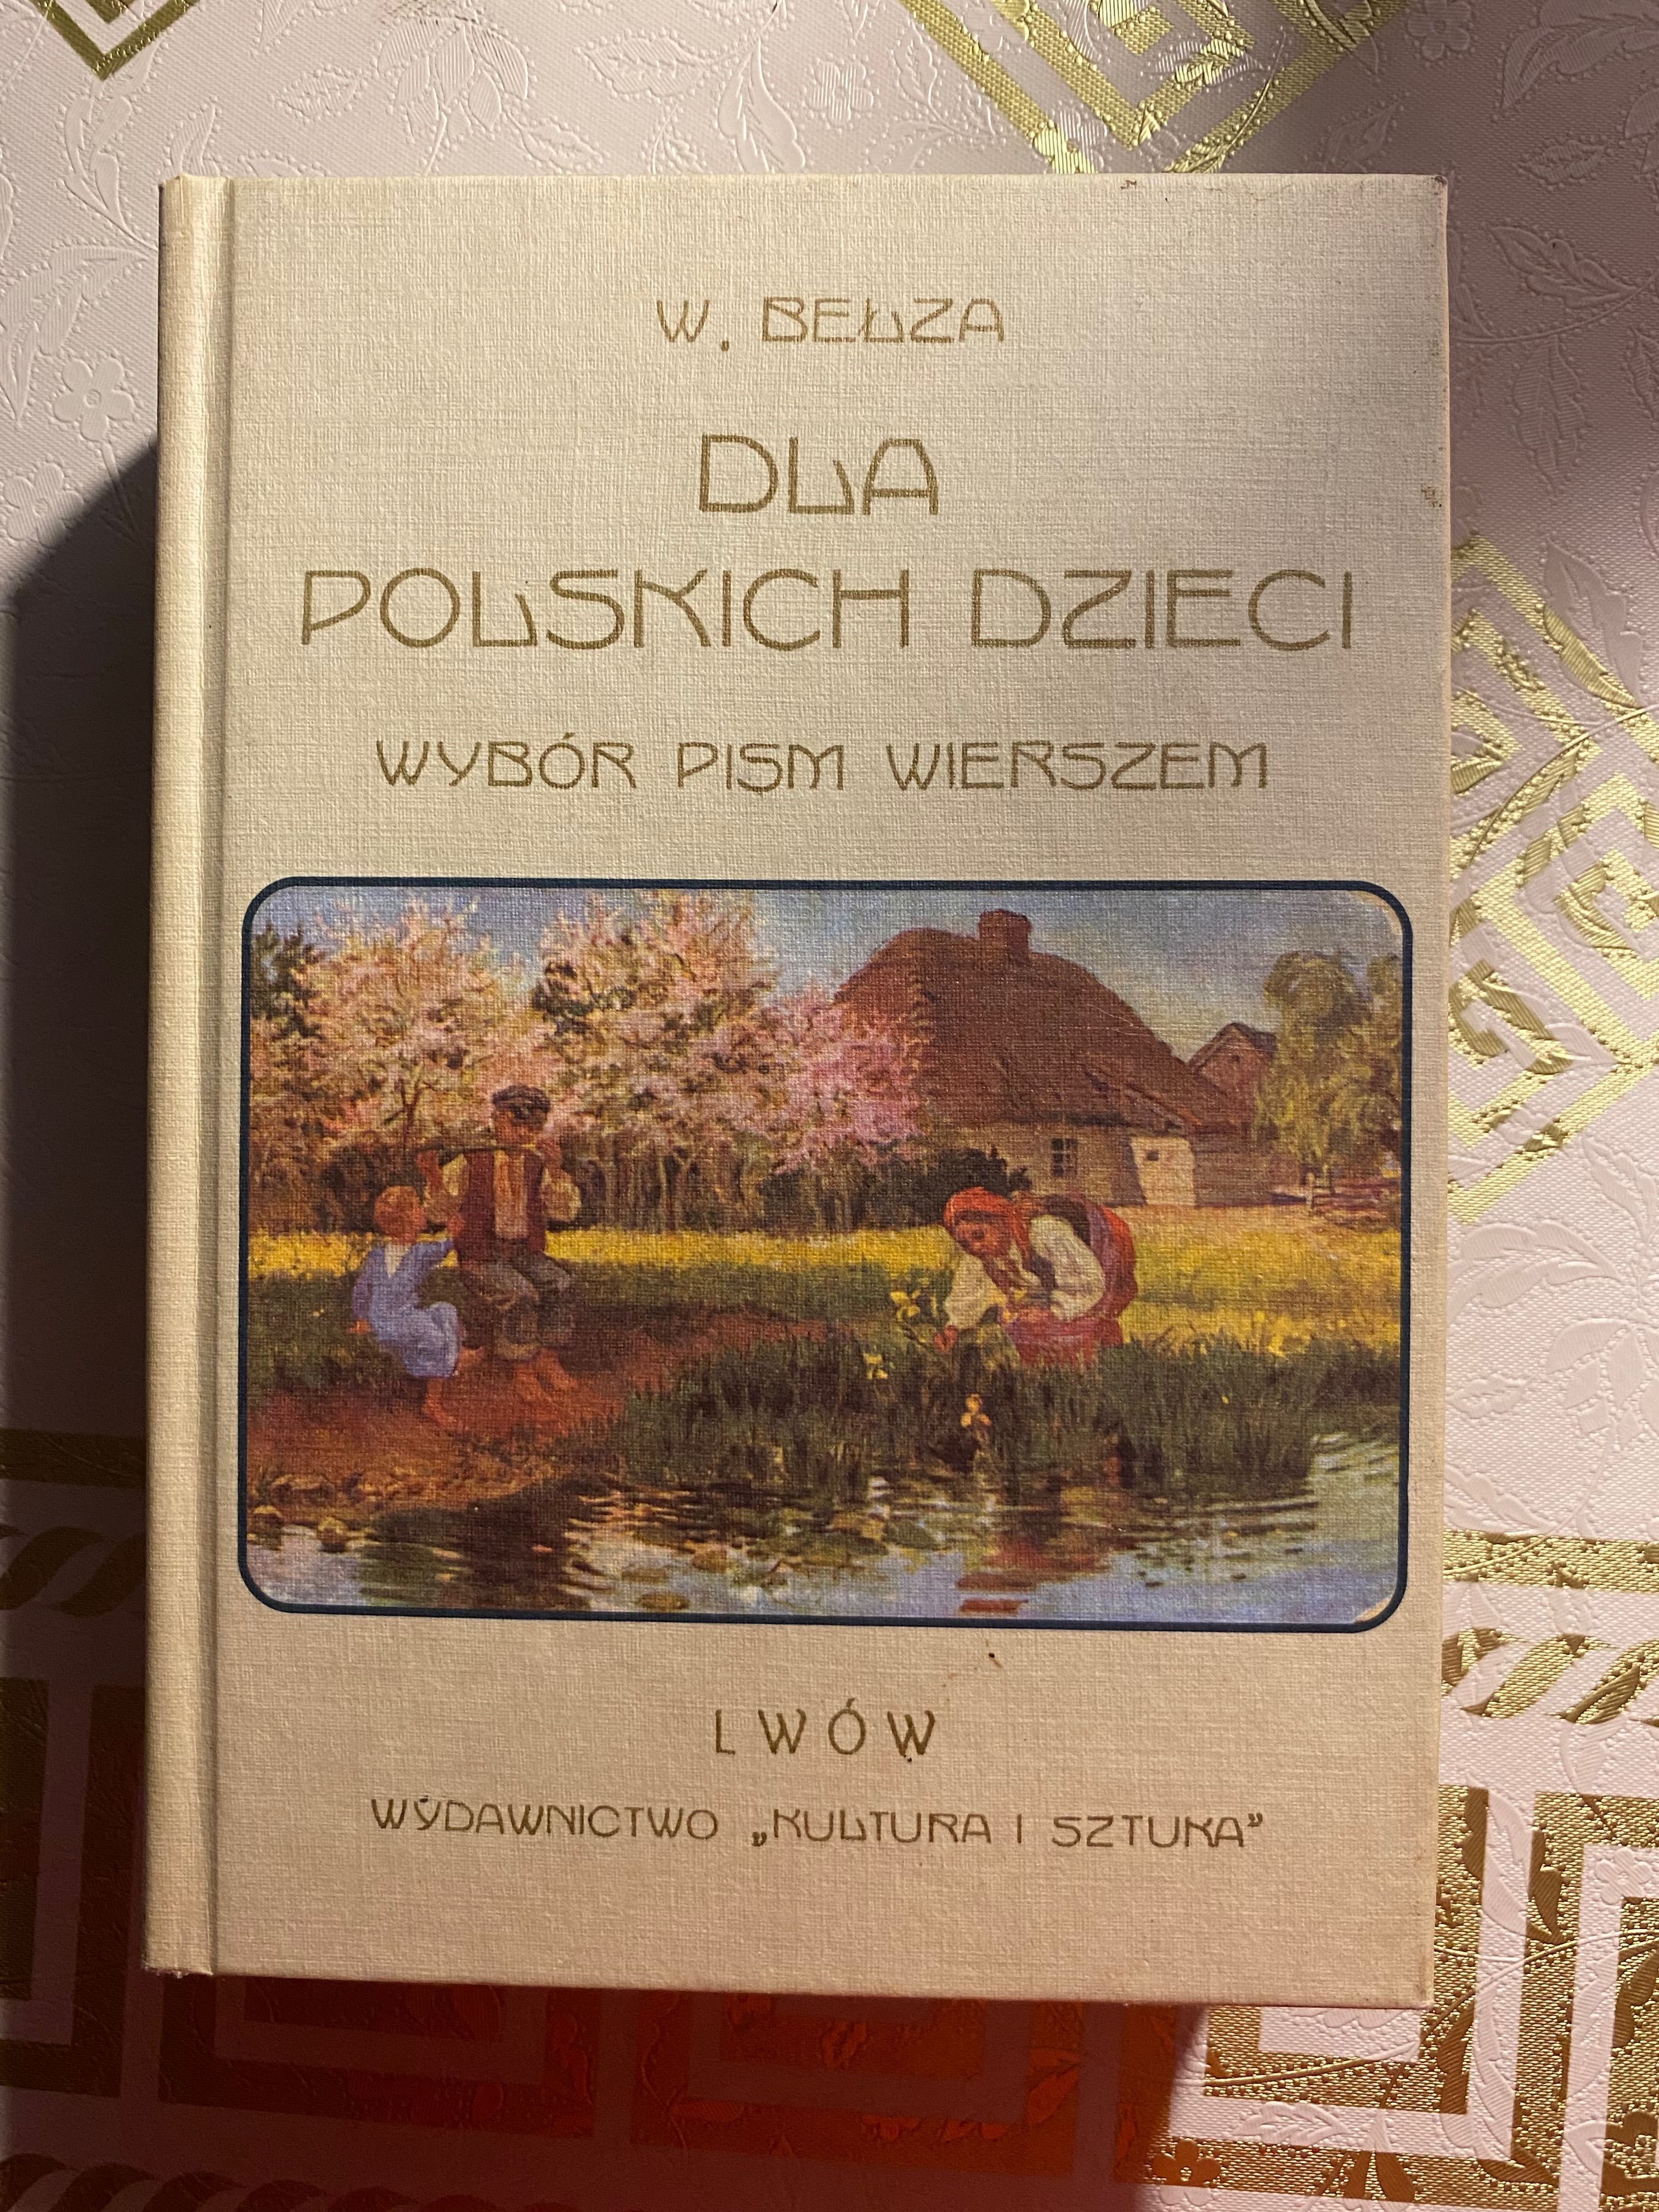 W. BEŁZA
DLA
POLSKICH DZIECI
WYBÓR PISM WIERSZEM
LWÓW
WYDAWNICTWO „KULTURA I SZTUKA”